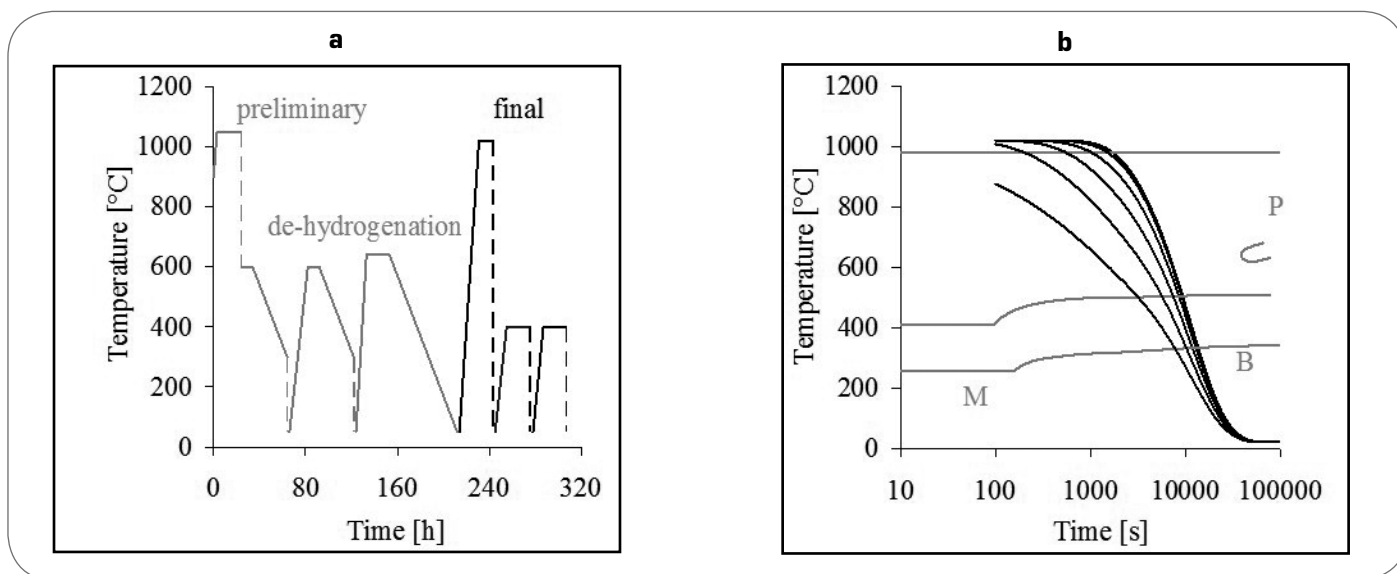 a
1200
1000
800
600
400
200
0
Temperature [°C]
preliminary
final
de-hydrogenation
0 80 160 240 320
Time [h]
b
1200
1000
800
600
400
200
0
Temperature [°C]
P
B
M
10 100 1000 10000 100000
Time [s]